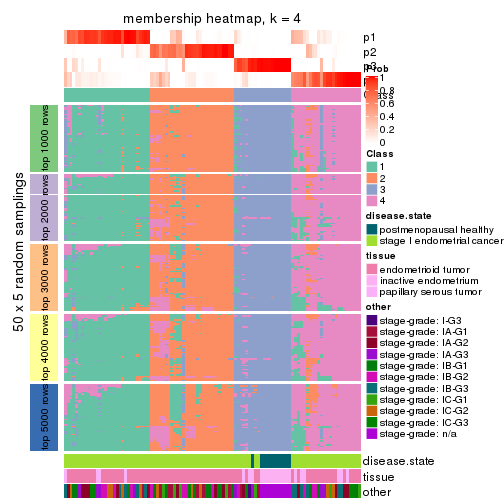 membership heatmap, k = 4
p1
p2
p3
Prob
1
0.8
0.6
0.4
0.2
0
Class
1
2
3
4
disease.state
postmenopausal healthy
stage I endometrial cancer
tissue
endometrioid tumor
inactive endometrium
papillary serous tumor
other
stage-grade: I-G3
stage-grade: IA-G1
stage-grade: IA-G2
stage-grade: IA-G3
stage-grade: IB-G1
stage-grade: IB-G2
stage-grade: IB-G3
stage-grade: IC-G1
stage-grade: IC-G2
stage-grade: IC-G3
stage-grade: n/a
50 x 5 random samplings
top 1000 rows
top 2000 rows
top 3000 rows
top 4000 rows
top 5000 rows
disease.state
tissue
other